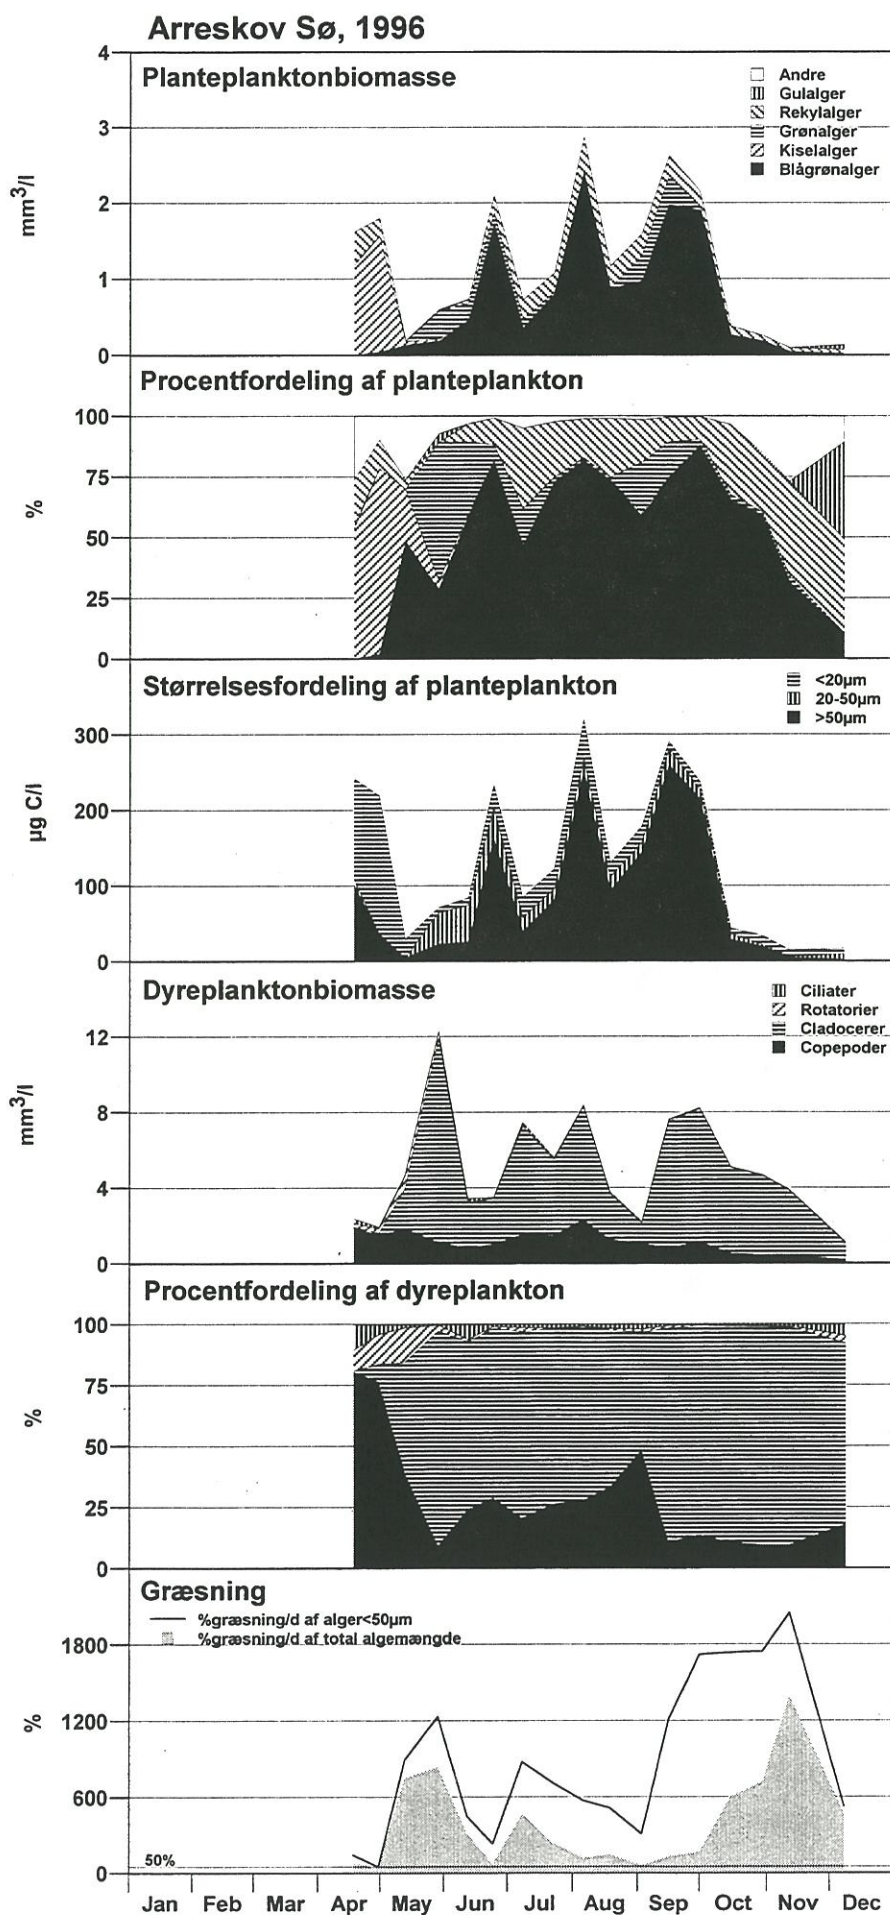 Arreskov Sø, 1996
4
Planteplanktonbiomasse
Andre
Gulalger
Rekylalger
Grønalger
Kiselalger
Blågrønalger
3
2
1
0
mm³/l
Procentfordeling af planteplankton
100
75
50
25
0
%
Størrelsesfordeling af planteplankton
<20µm
20-50µm
>50µm
300
200
100
0
µg C/l
Dyreplanktonbiomasse
Ciliater
Rotatorier
Cladocerer
Copepoder
12
8
4
0
mm³/l
Procentfordeling af dyreplankton
100
75
50
25
0
%
Græsning
%græsning/d af alger<50µm
%græsning/d af total algemængde
1800
1200
600
0
%
50%
Jan Feb Mar Apr May Jun Jul Aug Sep Oct Nov Dec